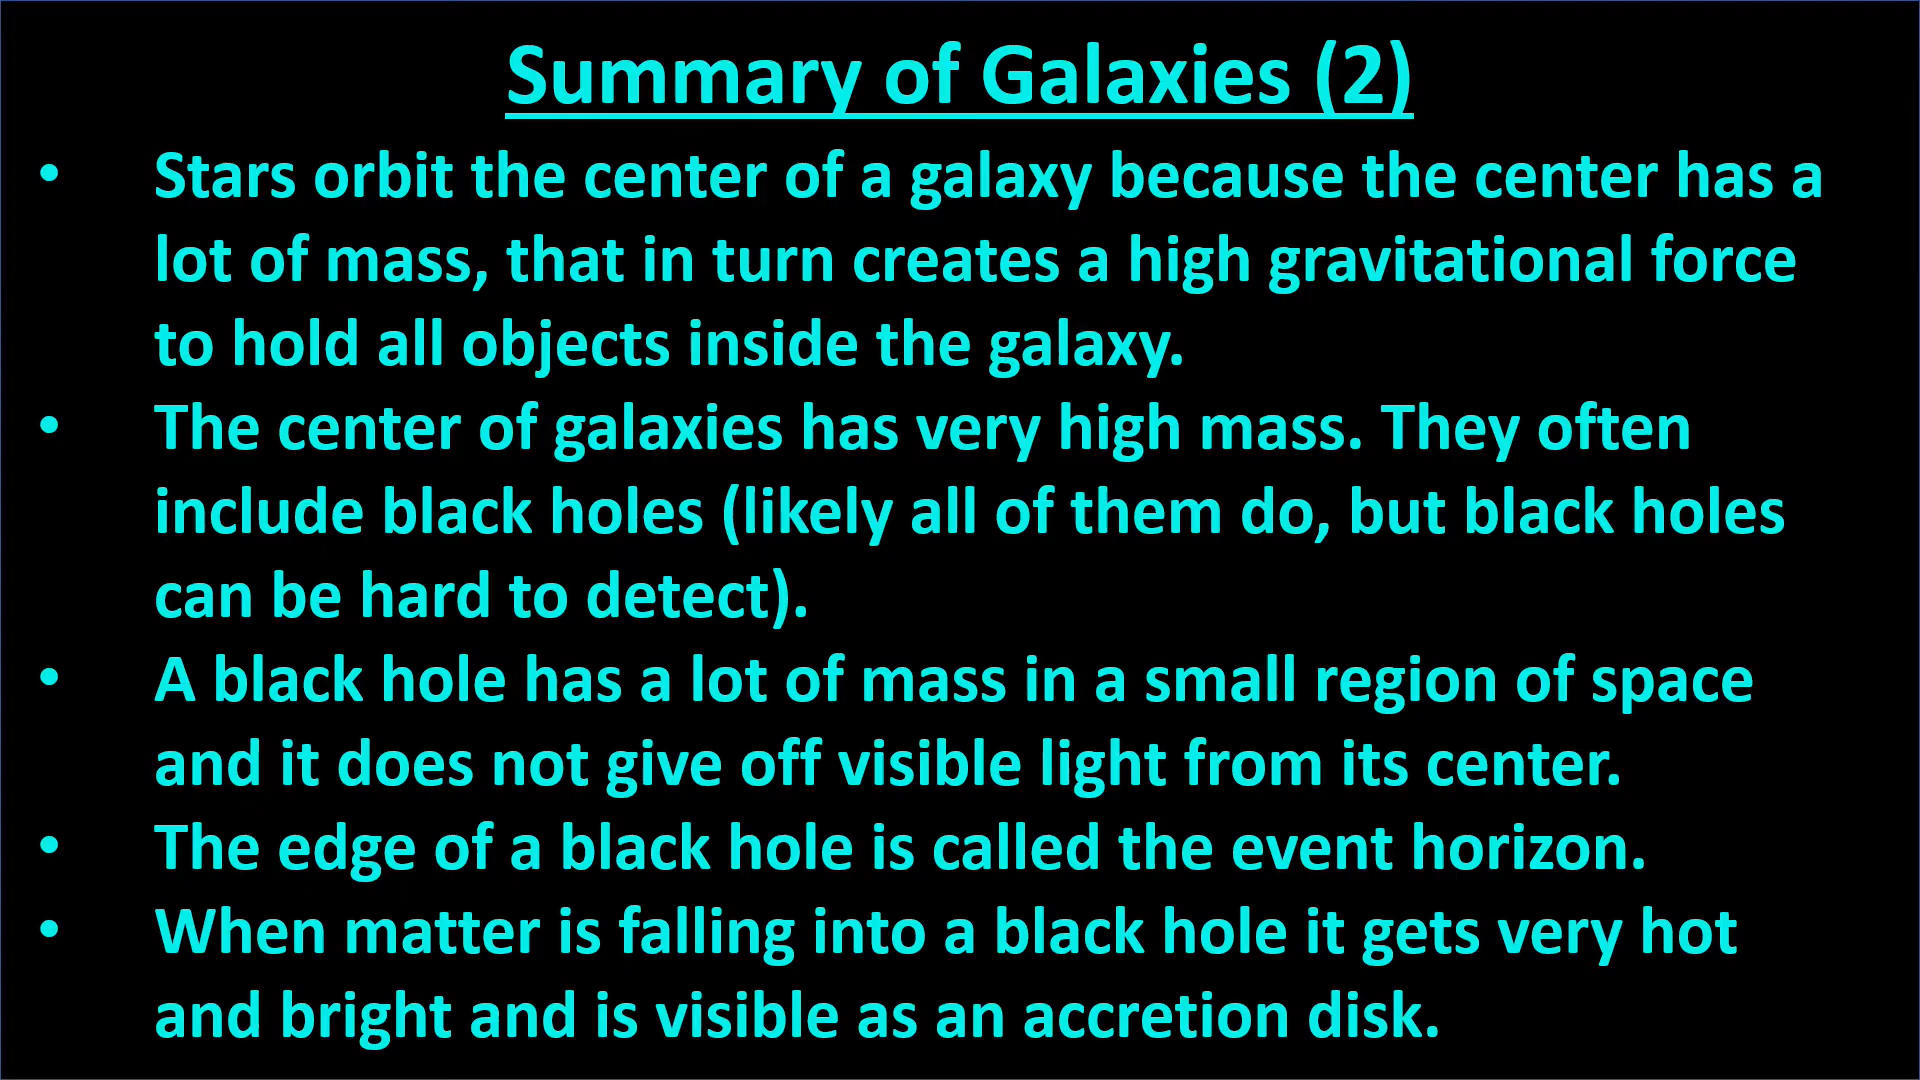 Summary of Galaxies (2)
• Stars orbit the center of a galaxy because the center has a
lot of mass, that in turn creates a high gravitational force
to hold all objects inside the galaxy.
• The center of galaxies has very high mass. They often
include black holes (likely all of them do, but black holes
can be hard to detect).
• A black hole has a lot of mass in a small region of space
and it does not give off visible light from its center.
• The edge of a black hole is called the event horizon.
• When matter is falling into a black hole it gets very hot
and bright and is visible as an accretion disk.